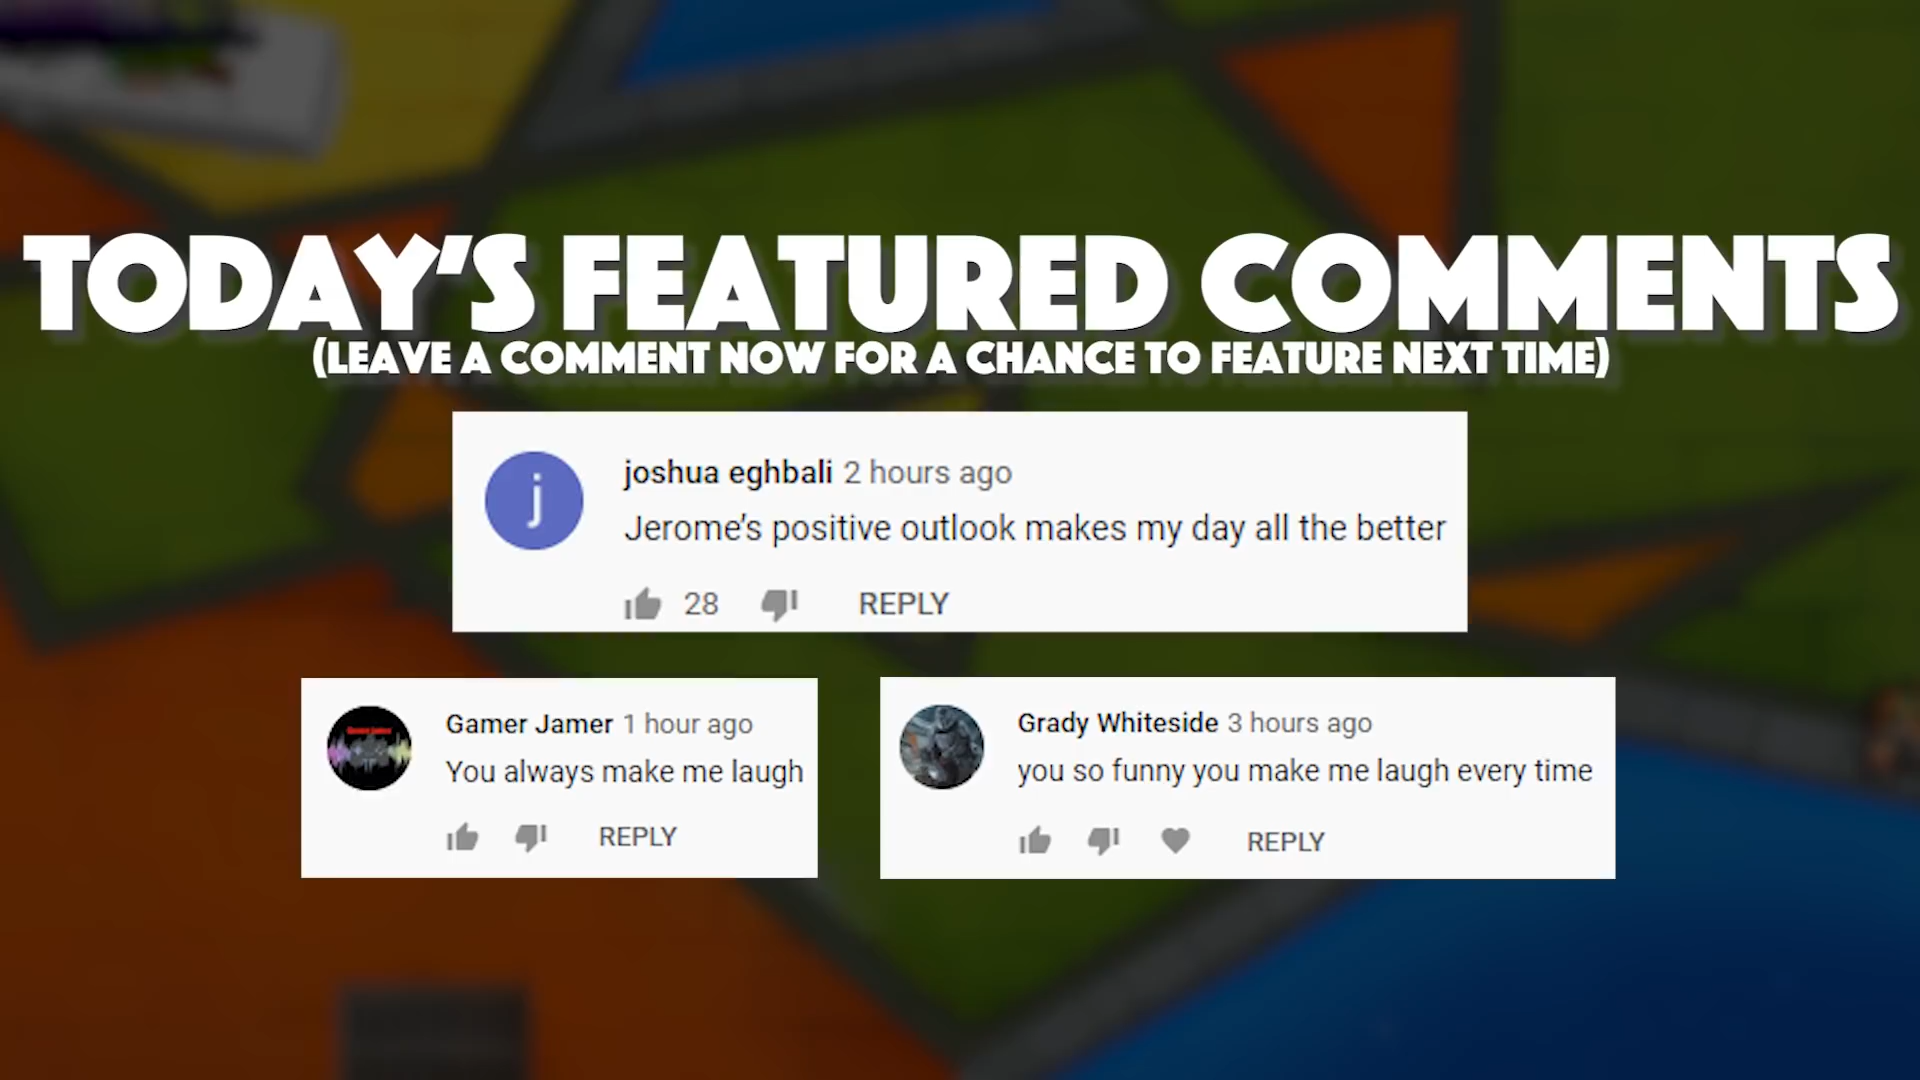 TODAY'S FEATURED COMMENTS
(LEAVE A COMMENT NOW FOR A CHANCE TO FEATURE NEXT TIME)
j
joshua eghbali 2 hours ago
Jerome's positive outlook makes my day all the better
28 REPLY
Gamer Jamer 1 hour ago
You always make me laugh
REPLY
Grady Whiteside 3 hours ago
you so funny you make me laugh every time
REPLY